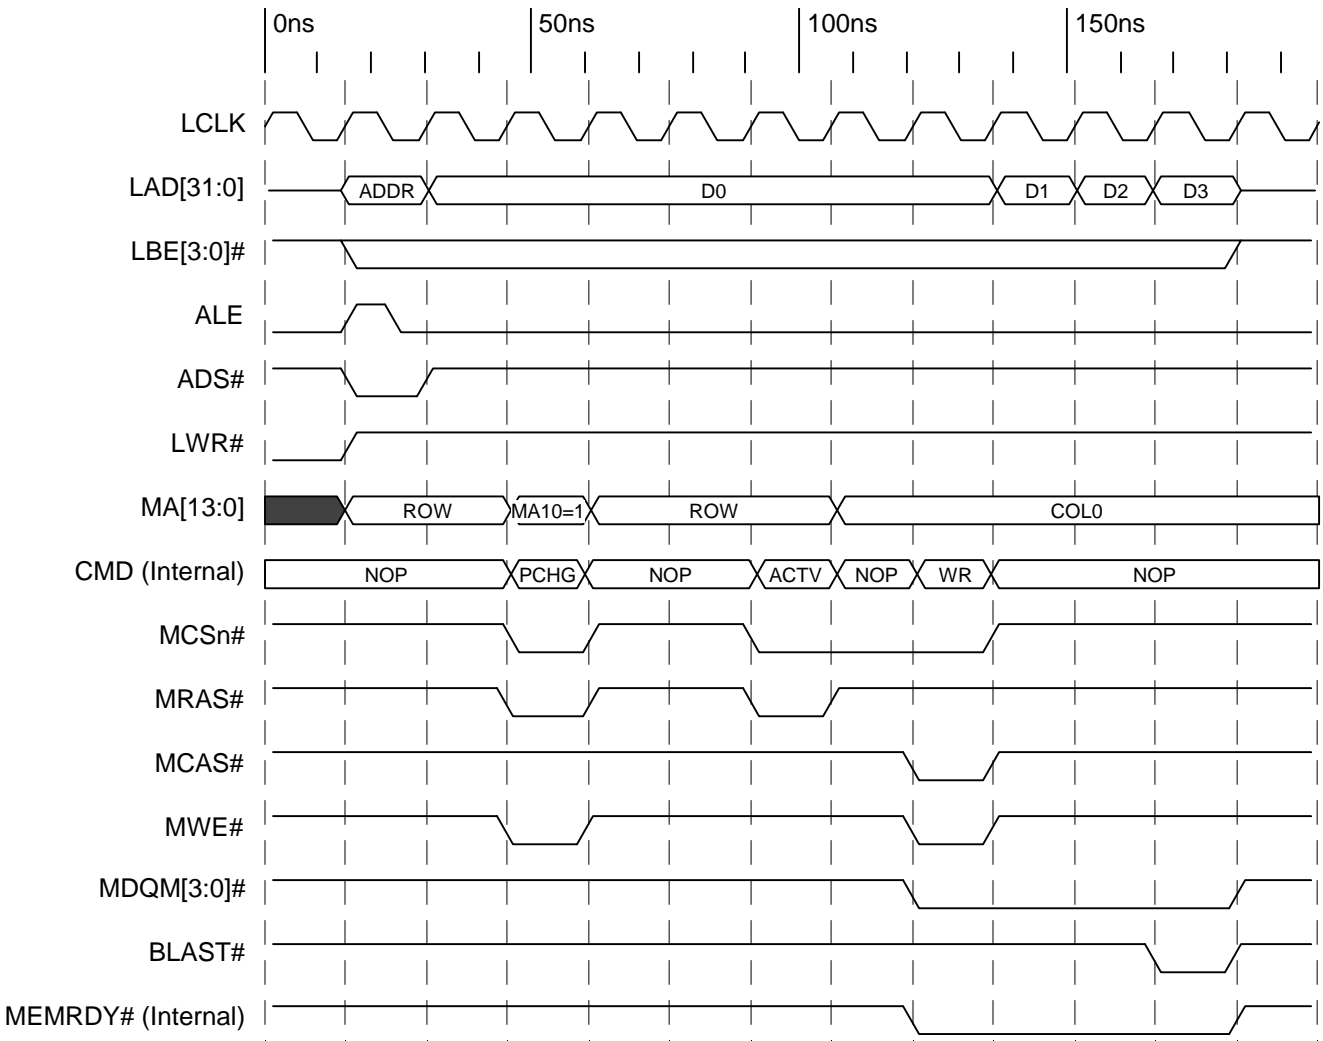 0ns 50ns 100ns 150ns
LCLK
LAD[31:0] ADDR D0 D1 D2 D3
LBE[3:0]#
ALE
ADS#
LWR#
MA[13:0] ROW MA10=1 ROW COL0
CMD (Internal) NOP PCHG NOP ACTV NOP WR NOP
MCSn#
MRAS#
MCAS#
MWE#
MDQM[3:0]#
BLAST#
MEMRDY# (Internal)